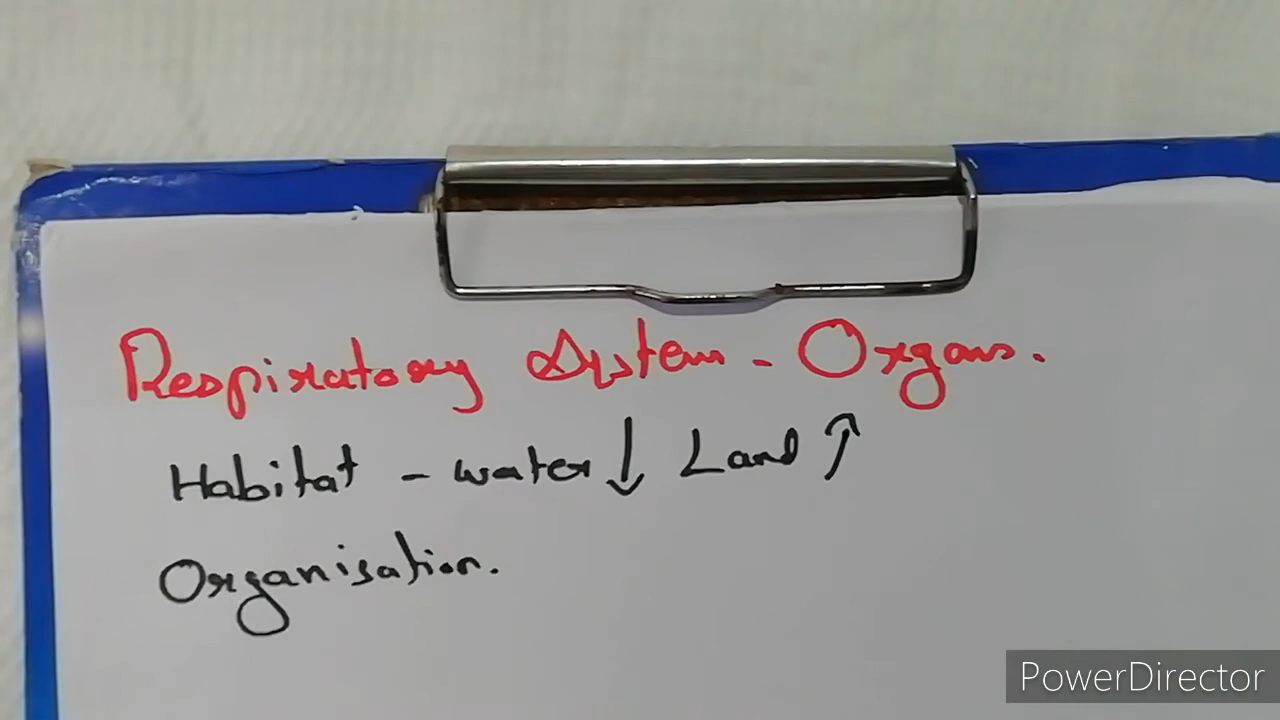 Respiratory System - Organs.
Habitat - water ↓ Land ↑
Organisation.
PowerDirector